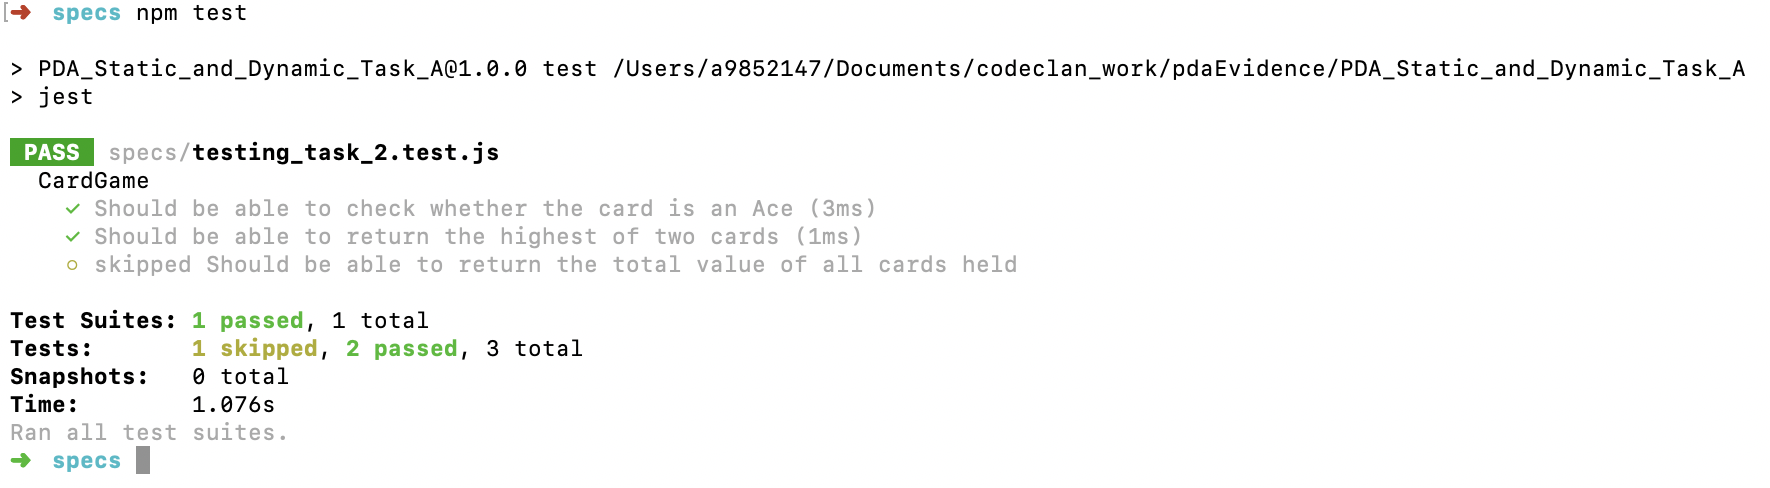 ➜ specs npm test
> PDA_Static_and_Dynamic_Task_A@1.0.0 test /Users/a9852147/Documents/codeclan_work/pdaEvidence/PDA_Static_and_Dynamic_Task_A
> jest
PASS specs/testing_task_2.test.js
CardGame
✓ Should be able to check whether the card is an Ace (3ms)
✓ Should be able to return the highest of two cards (1ms)
○ skipped Should be able to return the total value of all cards held
Test Suites: 1 passed, 1 total
Tests: 1 skipped, 2 passed, 3 total
Snapshots: 0 total
Time: 1.076s
Ran all test suites.
➜ specs